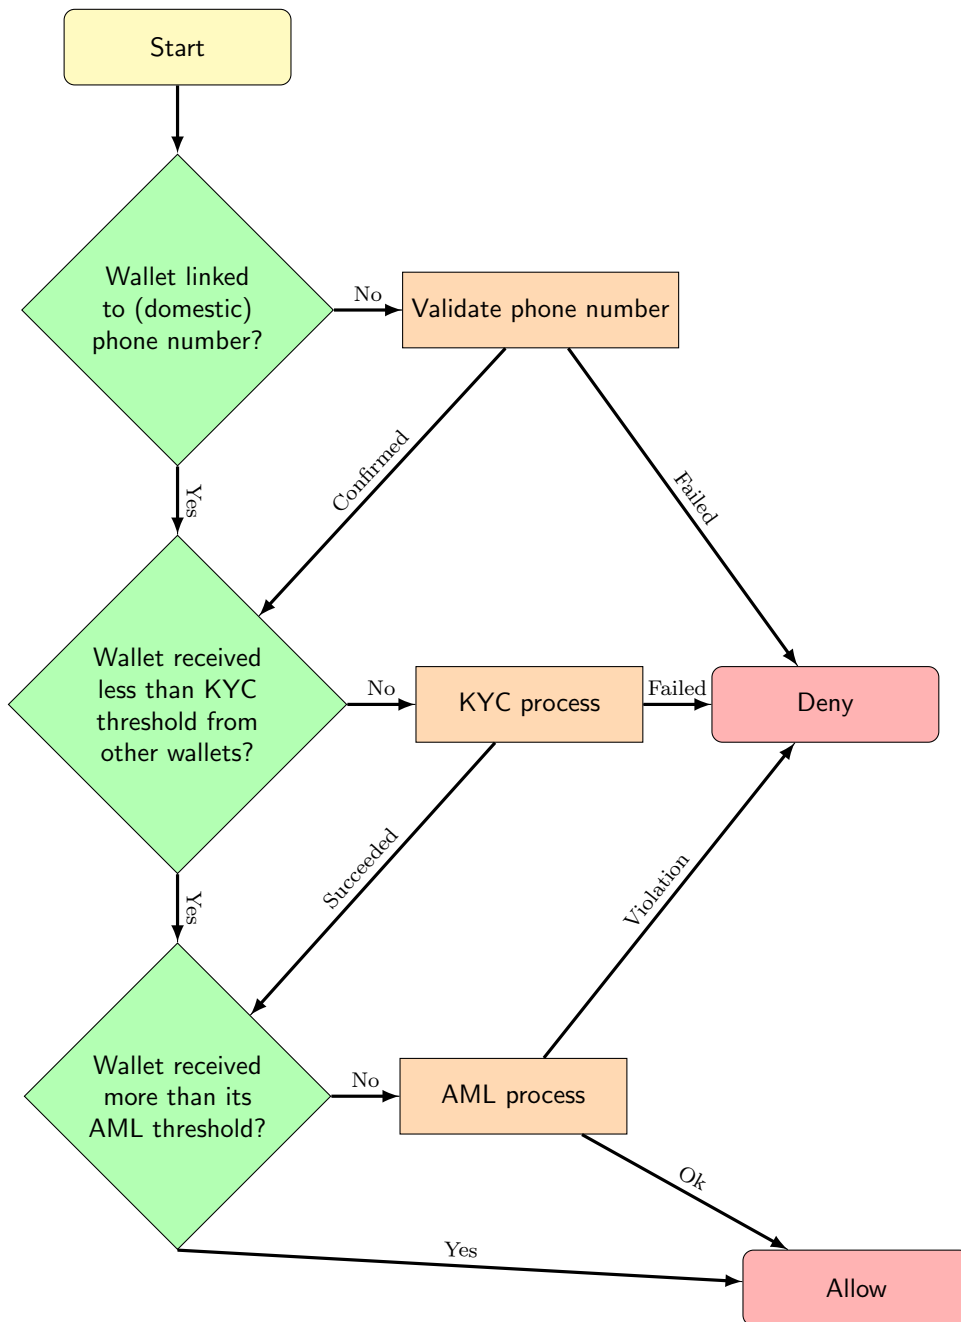 Start
Wallet linked
to (domestic)
phone number?
No
Validate phone number
Confirmed
Failed
Yes
Wallet received
less than KYC
threshold from
other wallets?
No
KYC process
Failed
Deny
Succeeded
Violation
Yes
Wallet received
more than its
AML threshold?
No
AML process
Ok
Yes
Allow